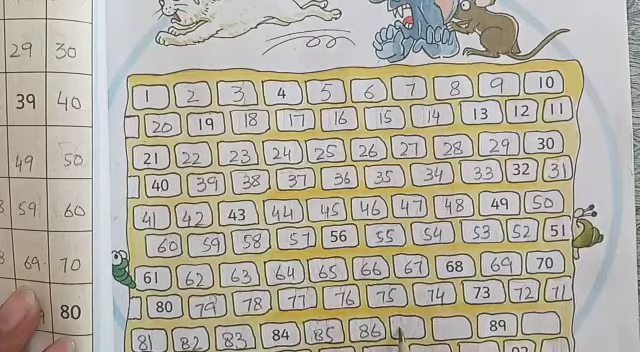 29 30
39 40
49 50
59 60
69 70
80
1 2 3 4 5 6 7 8 9 10
20 19 18 17 16 15 14 13 12 11
21 22 23 24 25 26 27 28 29 30
40 39 38 37 36 35 34 33 32 31
41 42 43 44 45 46 47 48 49 50
60 59 58 57 56 55 54 53 52 51
61 62 63 64 65 66 67 68 69 70
80 79 78 77 76 75 74 73 72 71
81 82 83 84 85 86 89